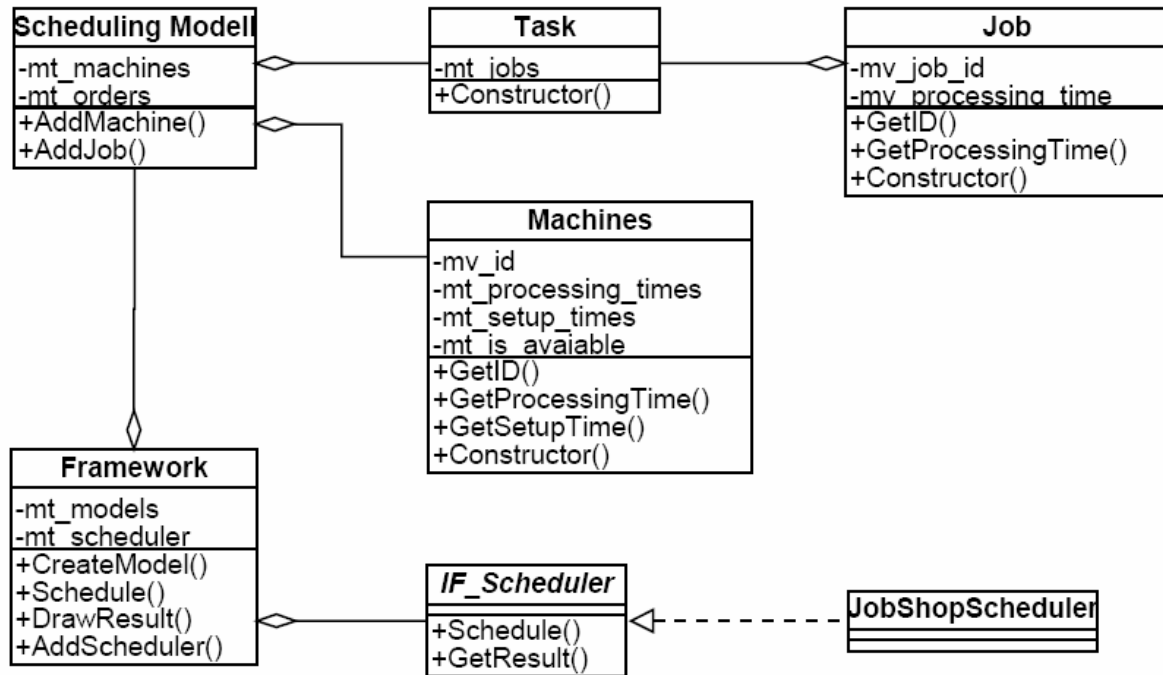 Scheduling Modell
-mt_machines
-mt_orders
+AddMachine()
+AddJob()
Task
-mt_jobs
+Constructor()
Job
-mv_job_id
-mv_processing_time
+GetID()
+GetProcessingTime()
+Constructor()
Machines
-mv_id
-mt_processing_times
-mt_setup_times
-mt_is_avaiable
+GetID()
+GetProcessingTime()
+GetSetupTime()
+Constructor()
Framework
-mt_models
-mt_scheduler
+CreateModel()
+Schedule()
+DrawResult()
+AddScheduler()
IF_Scheduler
+Schedule()
+GetResult()
JobShopScheduler